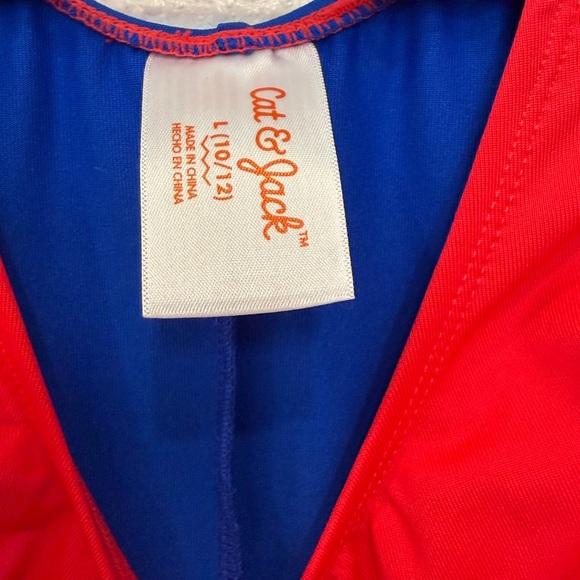 Cat & Jack™
L (10/12)
MADE IN CHINA
HECHO EN CHINA